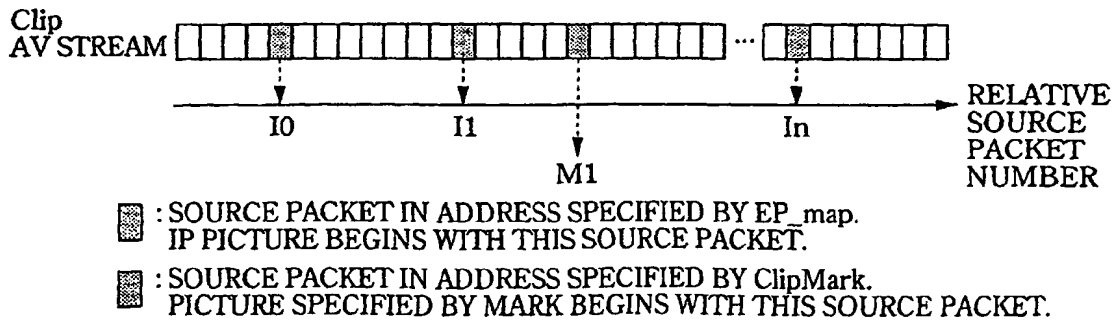 Clip
AV STREAM
...
I0
I1
In
M1
RELATIVE
SOURCE
PACKET
NUMBER
: SOURCE PACKET IN ADDRESS SPECIFIED BY EP_map.
IP PICTURE BEGINS WITH THIS SOURCE PACKET.
: SOURCE PACKET IN ADDRESS SPECIFIED BY ClipMark.
PICTURE SPECIFIED BY MARK BEGINS WITH THIS SOURCE PACKET.